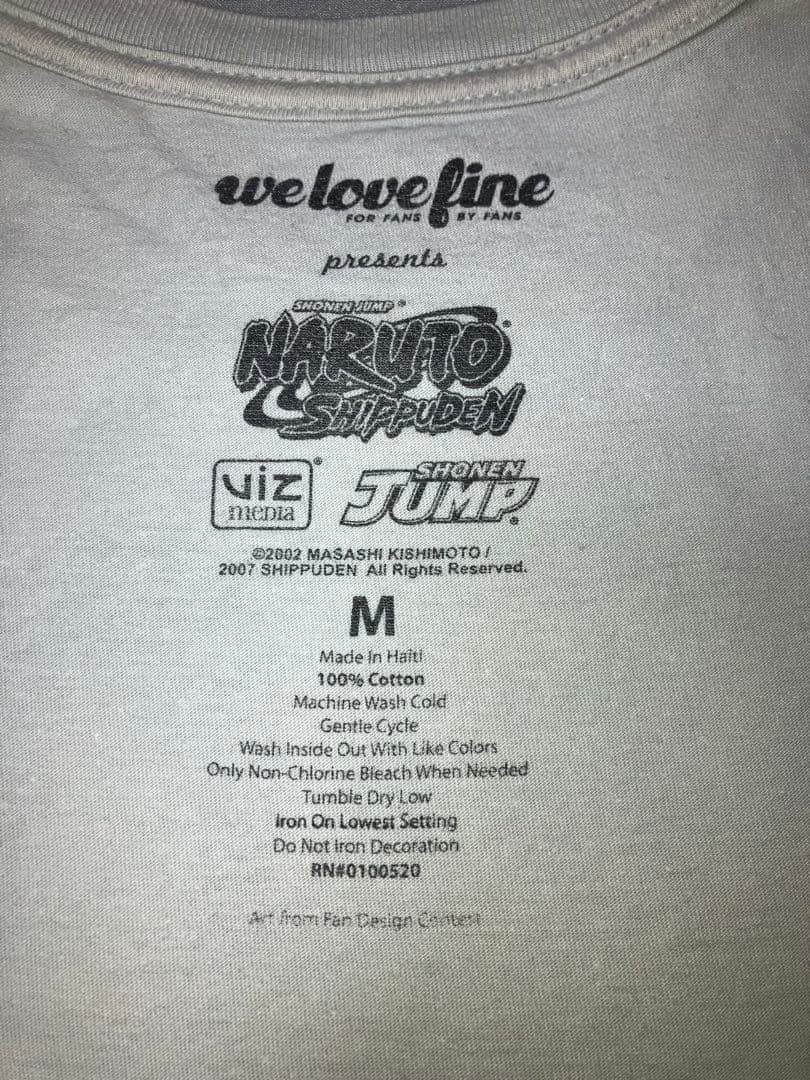 welovefine
FOR FANS BY FANS
presents
SHONEN JUMP®
NARUTO®
SHIPPUDEN
viz media®
SHONEN JUMP®
©2002 MASASHI KISHIMOTO /
2007 SHIPPUDEN All Rights Reserved.
M
Made In Haiti
100% Cotton
Machine Wash Cold
Gentle Cycle
Wash Inside Out With Like Colors
Only Non-Chlorine Bleach When Needed
Tumble Dry Low
Iron On Lowest Setting
Do Not Iron Decoration
RN#0100520
Art from Fan Design Contest